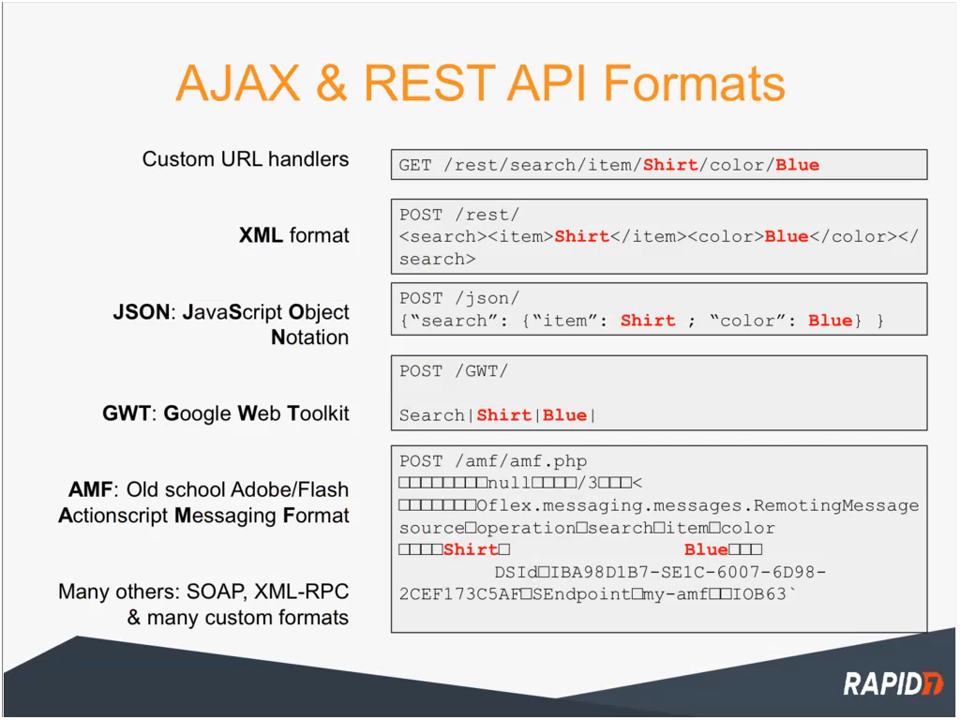 AJAX & REST API Formats
Custom URL handlers
GET /rest/search/item/Shirt/color/Blue
XML format
POST /rest/
<search><item>Shirt</item><color>Blue</color></
search>
JSON: JavaScript Object
Notation
POST /json/
{“search”: {“item”: Shirt ; “color”: Blue} }
GWT: Google Web Toolkit
POST /GWT/
Search|Shirt|Blue|
AMF: Old school Adobe/Flash
Actionscript Messaging Format
POST /amf/amf.php
□□□□□□□□null□□□□/3□□□<
□□□□□□□Oflex.messaging.messages.RemotingMessage
source□operation□search□item□color
□□□□Shirt□ Blue□□□
DSId□IBA98D1B7-SE1C-6007-6D98-
2CEF173C5AF□SEndpoint□my-amf□□IOB63`
Many others: SOAP, XML-RPC
& many custom formats
RAPID7